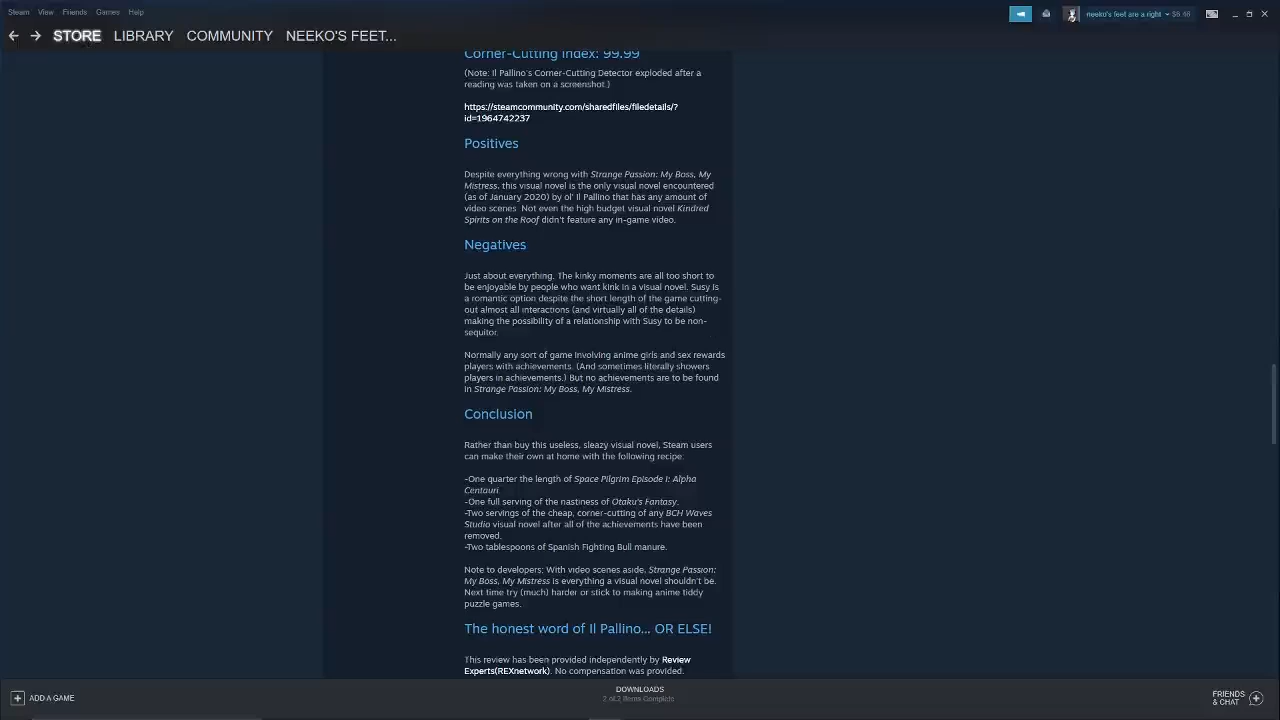 Steam View Friends Games Help
neeko's feet are a right $8.46
STORE LIBRARY COMMUNITY NEEKO'S FEET...
Corner-Cutting Index: 99.99
(Note: Il Pallino's Corner-Cutting Detector exploded after a
reading was taken on a screenshot.)
https://steamcommunity.com/sharedfiles/filedetails/?
id=1964742237
Positives
Despite everything wrong with Strange Passion: My Boss, My
Mistress, this visual novel is the only visual novel encountered
(as of January 2020) by ol' Il Pallino that has any amount of
video scenes. Not even the high budget visual novel Kindred
Spirits on the Roof didn't feature any in-game video.
Negatives
Just about everything. The kinky moments are all too short to
be enjoyable by people who want kink in a visual novel. Susy is
a romantic option despite the short length of the game cutting-
out almost all interactions (and virtually all of the details)
making the possibility of a relationship with Susy to be non-
sequitor.
Normally any sort of game involving anime girls and sex rewards
players with achievements. (And sometimes literally showers
players in achievements.) But no achievements are to be found
in Strange Passion: My Boss, My Mistress.
Conclusion
Rather than buy this useless, sleazy visual novel, Steam users
can make their own at home with the following recipe:
-One quarter the length of Space Pilgrim Episode I: Alpha
Centauri.
-One full serving of the nastiness of Otaku's Fantasy.
-Two servings of the cheap, corner-cutting of any BCH Waves
Studio visual novel after all of the achievements have been
removed.
-Two tablespoons of Spanish Fighting Bull manure.
Note to developers: With video scenes aside, Strange Passion:
My Boss, My Mistress is everything a visual novel shouldn't be.
Next time try (much) harder or stick to making anime tiddy
puzzle games.
The honest word of Il Pallino... OR ELSE!
This review has been provided independently by Review
Experts(REXnetwork). No compensation was provided.
ADD A GAME
DOWNLOADS
2 of 2 Items Complete
FRIENDS
& CHAT